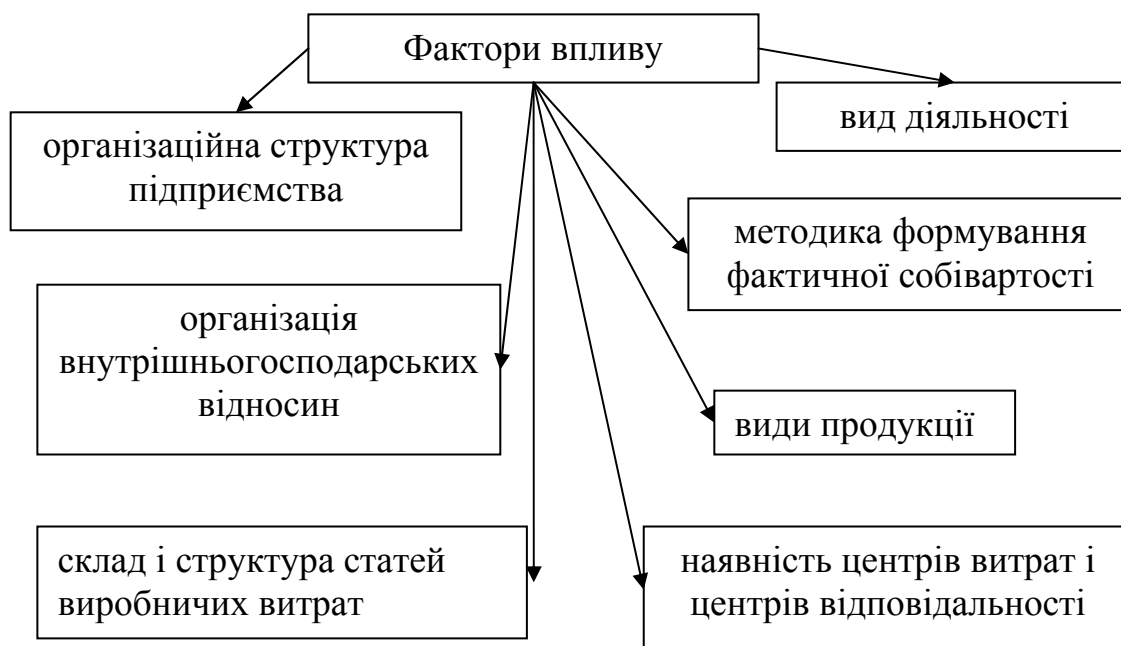 Фактори впливу
вид діяльності
організаційна структура
підприємства
методика формування
фактичної собівартості
організація
внутрішньогосподарських
відносин
види продукції
склад і структура статей
виробничих витрат
наявність центрів витрат і
центрів відповідальності